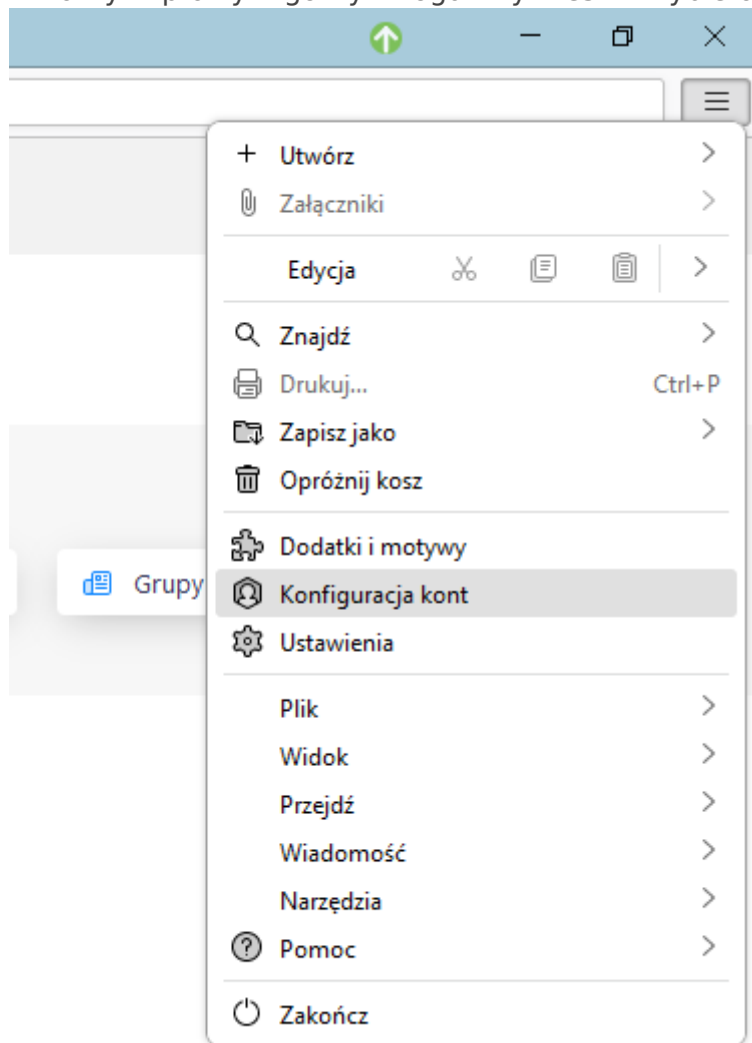 Utwórz
Załączniki
Edycja
Znajdź
Drukuj... Ctrl+P
Zapisz jako
Opróżnij kosz
Dodatki i motywy
Grupy
Konfiguracja kont
Ustawienia
Plik
Widok
Przejdź
Wiadomość
Narzędzia
Pomoc
Zakończ